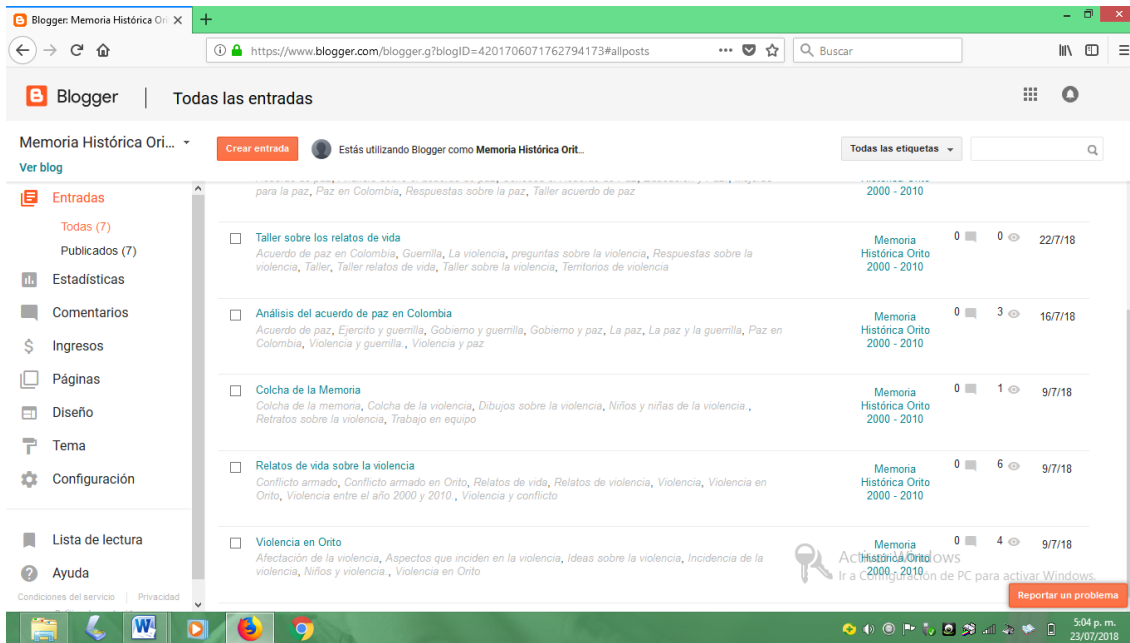 Blogger: Memoria Histórica Ori
https://www.blogger.com/blogger.g?blogID=4201706071762794173#allposts
Buscar
Blogger
Todas las entradas
Memoria Histórica Ori...
Ver blog
Crear entrada
Estás utilizando Blogger como Memoria Histórica Orit...
Todas las etiquetas
Entradas
Todas (7)
Publicados (7)
Estadísticas
Comentarios
Ingresos
Páginas
Diseño
Tema
Configuración
Lista de lectura
Ayuda
Condiciones del servicio
Privacidad
para la paz, Paz en Colombia, Respuestas sobre la paz, Taller acuerdo de paz
2000 - 2010
Taller sobre los relatos de vida
Acuerdo de paz en Colombia, Guerrilla, La violencia, preguntas sobre la violencia, Respuestas sobre la
violencia, Taller, Taller relatos de vida, Taller sobre la violencia, Territorios de violencia
Memoria
Histórica Orito
2000 - 2010
0 0 22/7/18
Análisis del acuerdo de paz en Colombia
Acuerdo de paz, Ejercito y guerrilla, Gobierno y guerrilla, Gobierno y paz, La paz, La paz y la guerrilla, Paz en
Colombia, Violencia y guerrilla., Violencia y paz
Memoria
Histórica Orito
2000 - 2010
0 3 16/7/18
Colcha de la Memoria
Colcha de la memoria, Colcha de la violencia, Dibujos sobre la violencia, Niños y niñas de la violencia.,
Retratos sobre la violencia, Trabajo en equipo
Memoria
Histórica Orito
2000 - 2010
0 1 9/7/18
Relatos de vida sobre la violencia
Conflicto armado, Conflicto armado en Orito, Relatos de vida, Relatos de violencia, Violencia, Violencia en
Orito, Violencia entre el año 2000 y 2010., Violencia y conflicto
Memoria
Histórica Orito
2000 - 2010
0 6 9/7/18
Violencia en Orito
Afectación de la violencia, Aspectos que inciden en la violencia, Ideas sobre la violencia, Incidencia de la
violencia, Niños y violencia., Violencia en Orito
Memoria
Histórica Orito
2000 - 2010
0 4 9/7/18
Activar Windows
Ir a Configuración de PC para activar Windows.
Reportar un problema
5:04 p. m.
23/07/2018